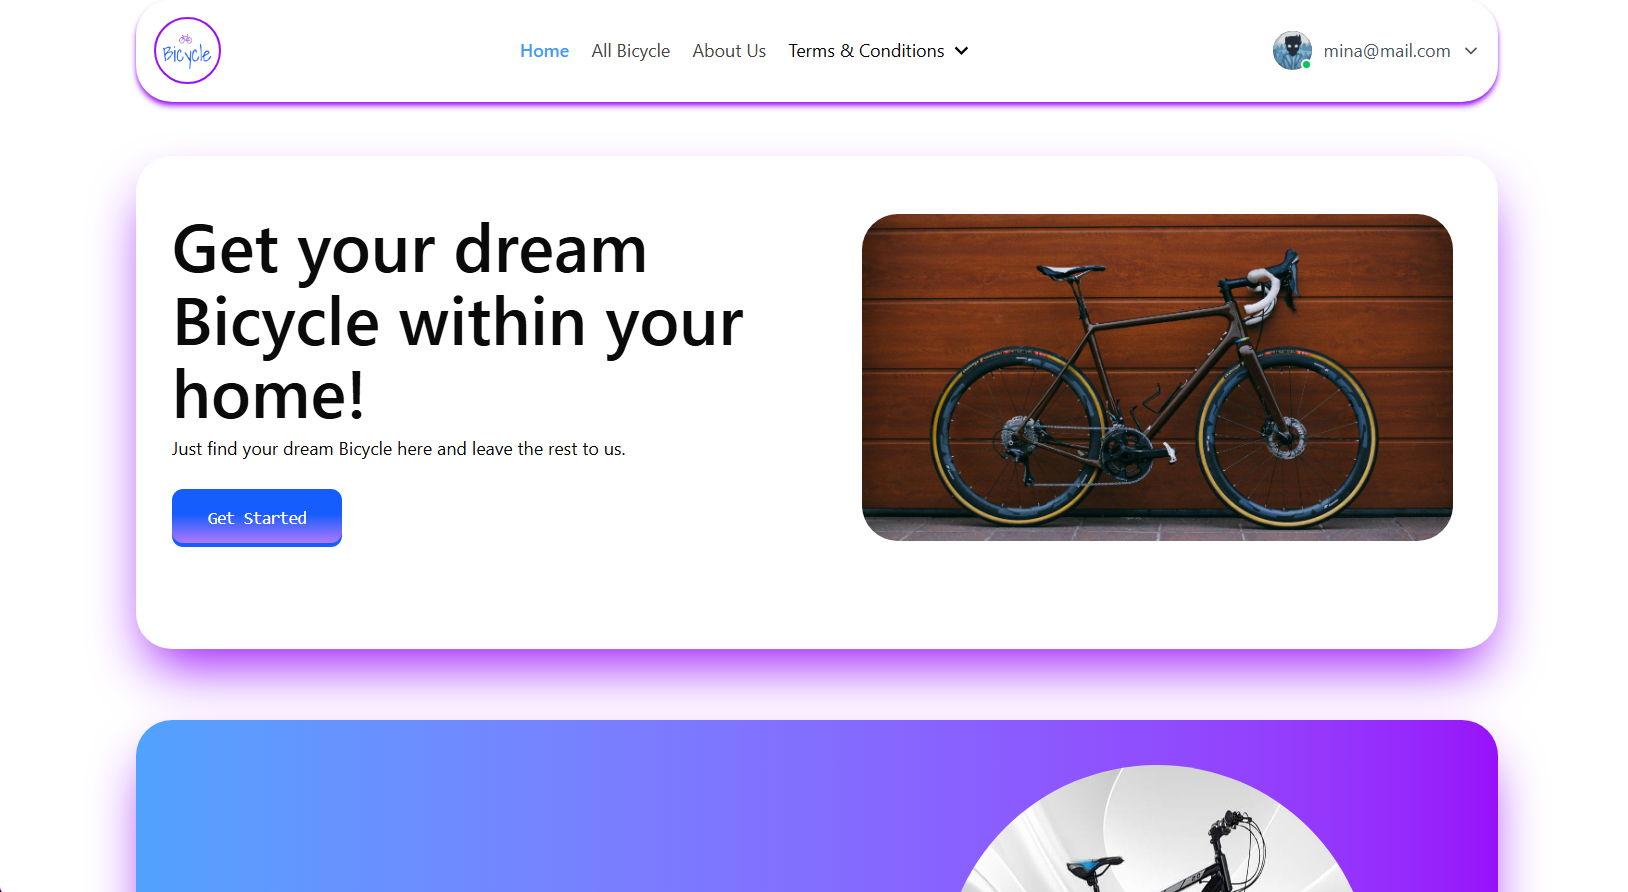 Bicycle
Home
All Bicycle
About Us
Terms & Conditions
mina@mail.com
Get your dream
Bicycle within your
home!
Just find your dream Bicycle here and leave the rest to us.
Get Started